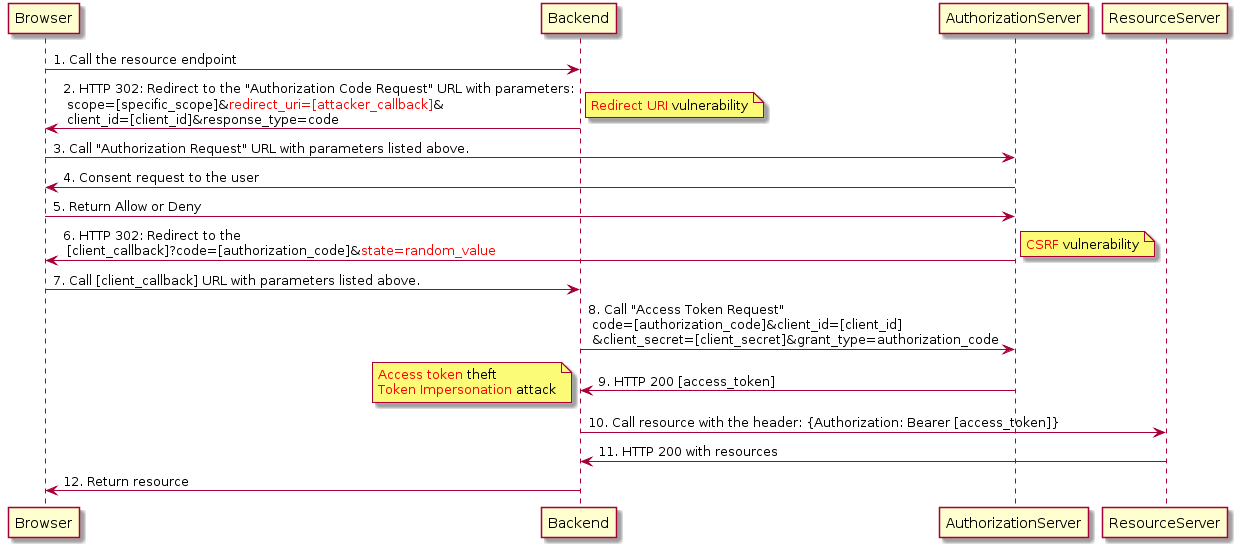 Browser
Backend
AuthorizationServer
ResourceServer
1. Call the resource endpoint
2. HTTP 302: Redirect to the "Authorization Code Request" URL with parameters:
scope=[specific_scope]&redirect_uri=[attacker_callback]&
client_id=[client_id]&response_type=code
Redirect URI vulnerability
3. Call "Authorization Request" URL with parameters listed above.
4. Consent request to the user
5. Return Allow or Deny
6. HTTP 302: Redirect to the
[client_callback]?code=[authorization_code]&state=random_value
CSRF vulnerability
7. Call [client_callback] URL with parameters listed above.
8. Call "Access Token Request"
code=[authorization_code]&client_id=[client_id]
&client_secret=[client_secret]&grant_type=authorization_code
Access token theft
Token Impersonation attack
9. HTTP 200 [access_token]
10. Call resource with the header: {Authorization: Bearer [access_token]}
11. HTTP 200 with resources
12. Return resource
Browser
Backend
AuthorizationServer
ResourceServer